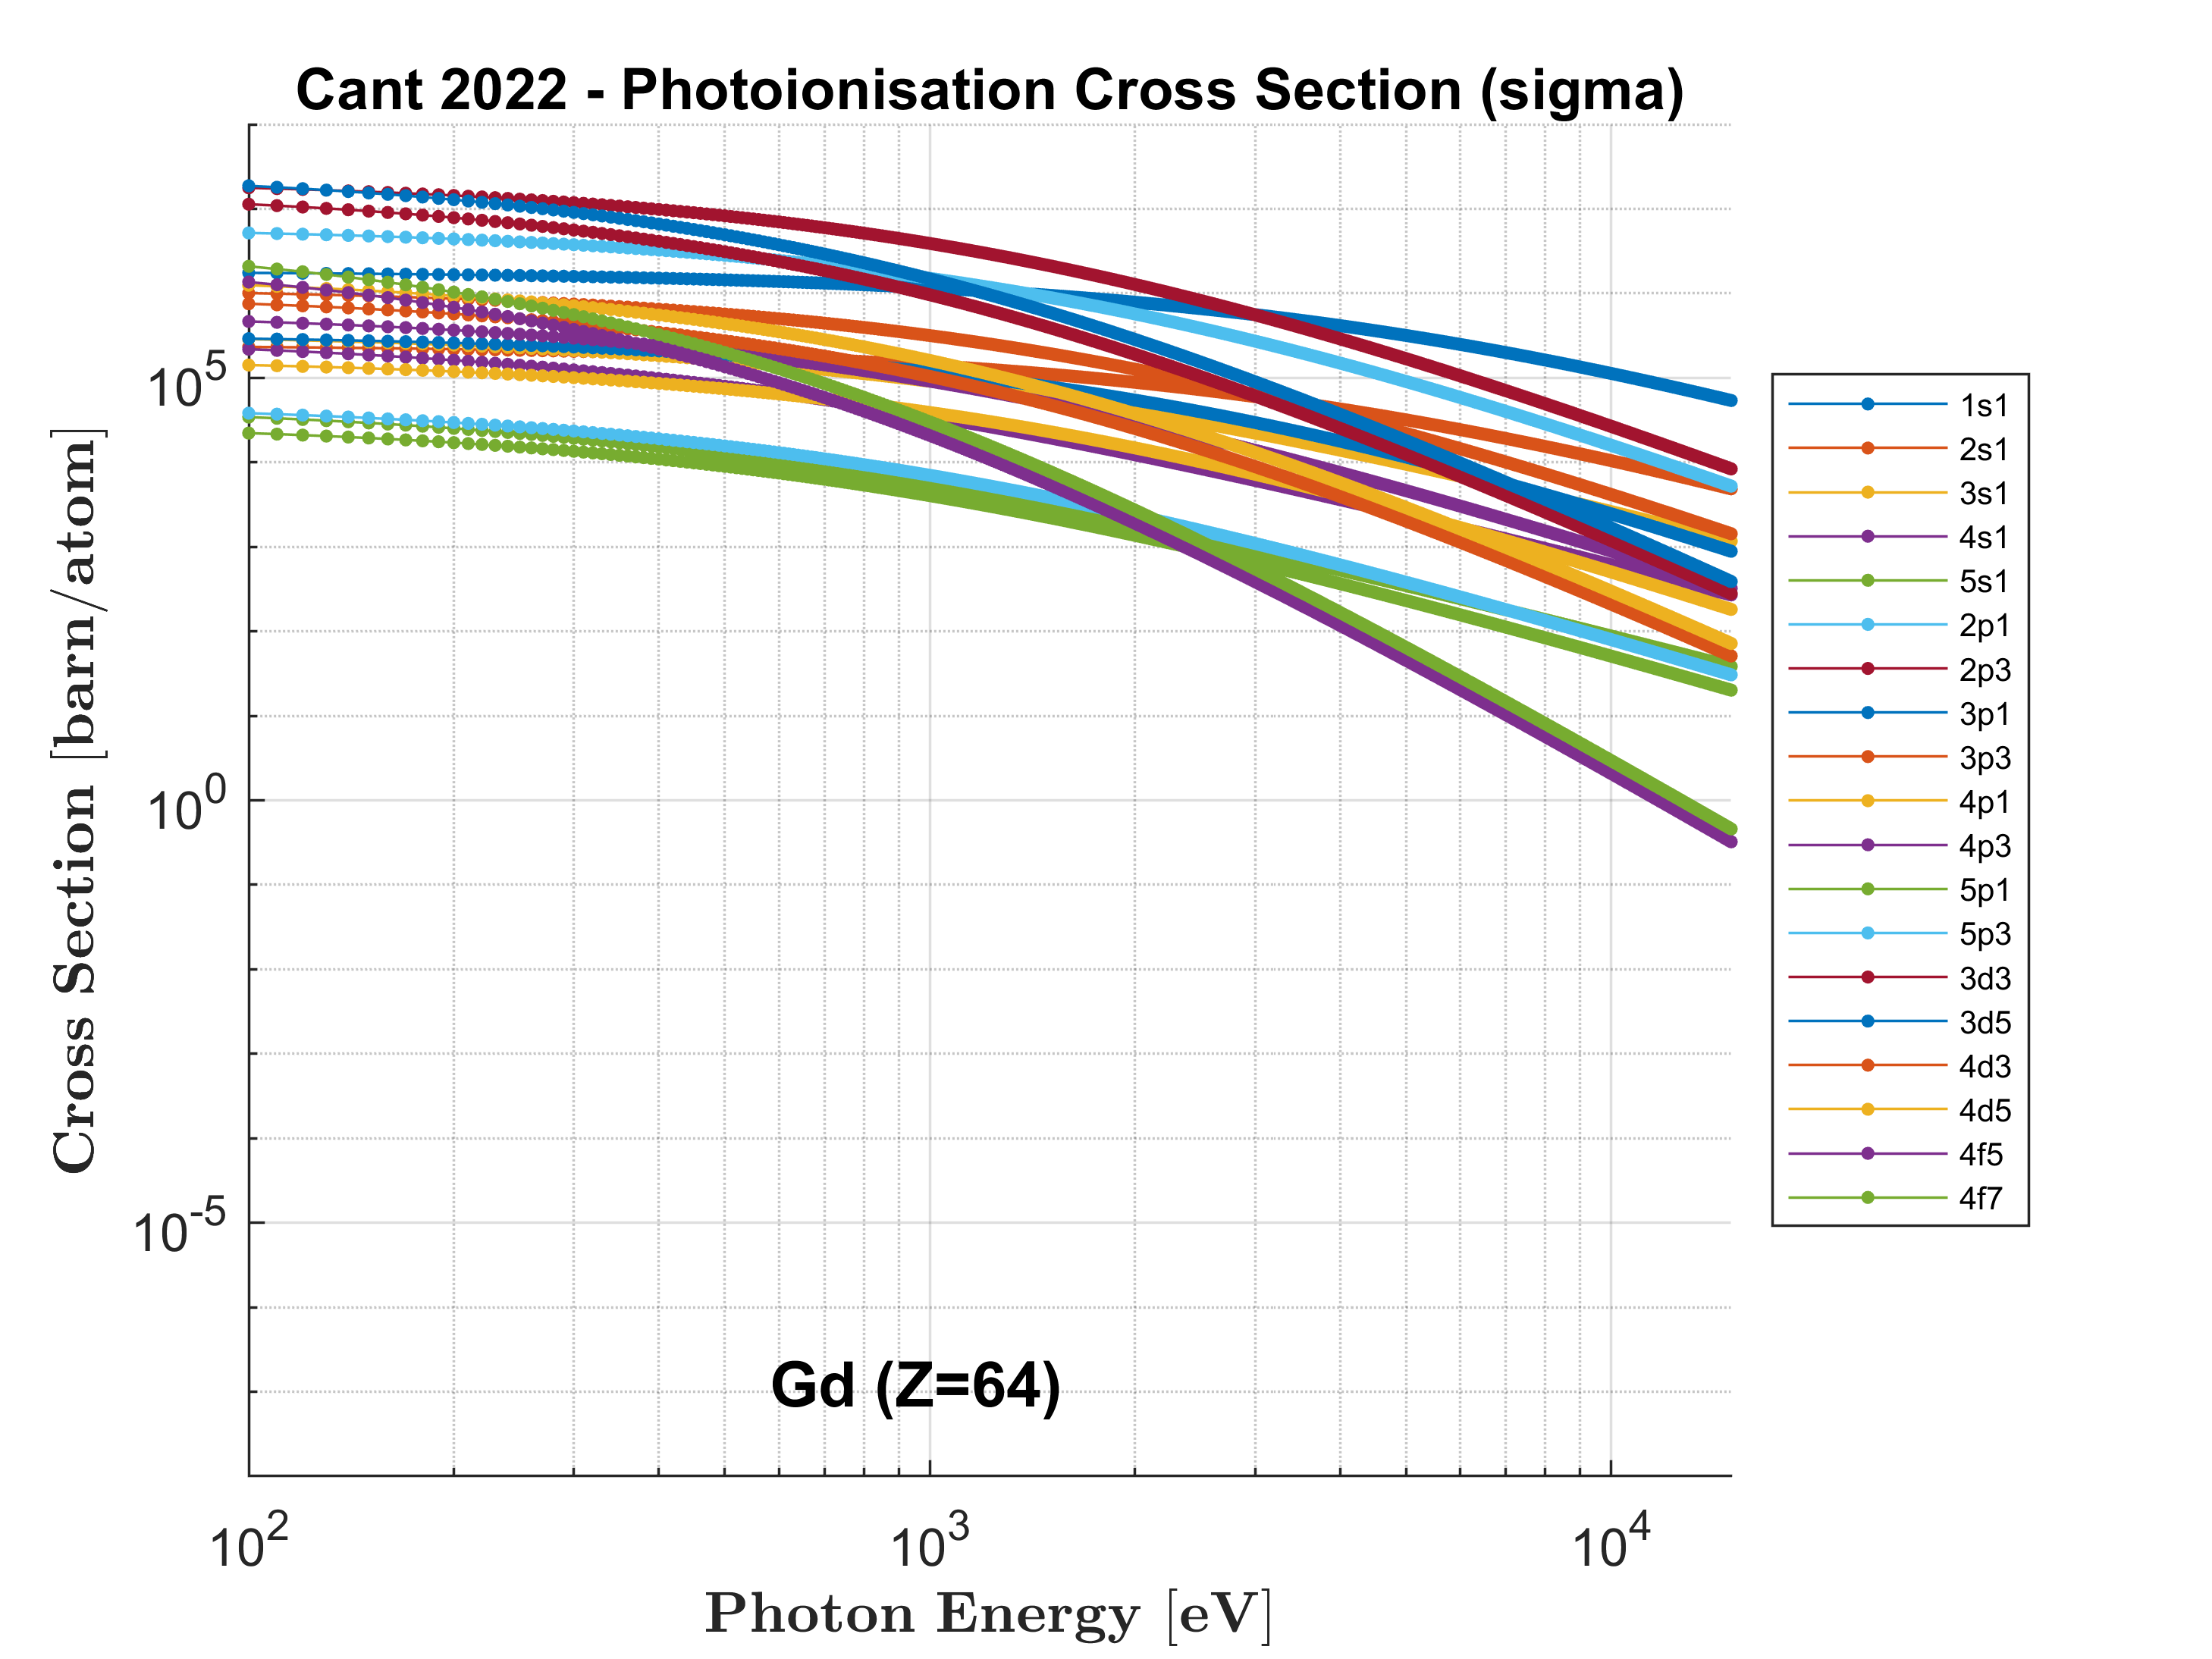 Cant 2022 - Photoionisation Cross Section (sigma)
Cross Section [barn/atom]
10^5
10^0
10^-5
1s1
2s1
3s1
4s1
5s1
2p1
2p3
3p1
3p3
4p1
4p3
5p1
5p3
3d3
3d5
4d3
4d5
4f5
4f7
Gd (Z=64)
10^2
10^3
10^4
Photon Energy [eV]